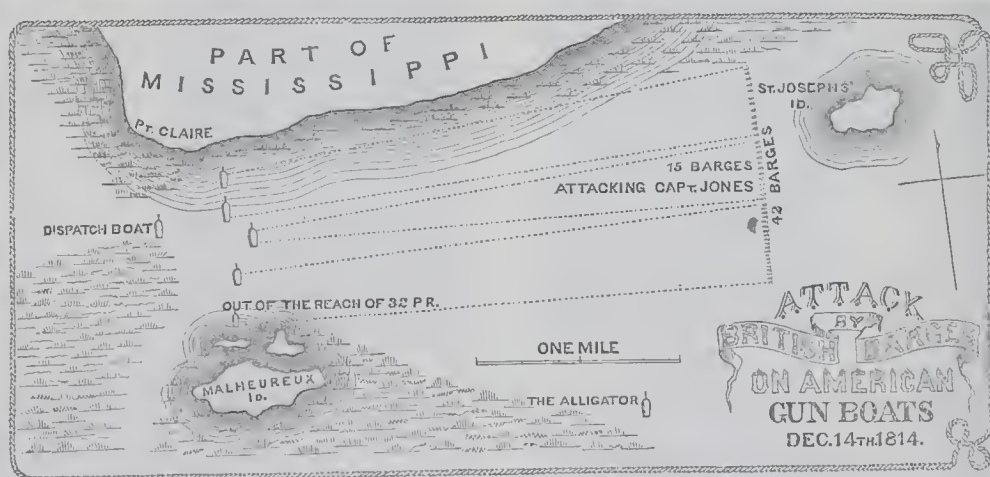 PART OF
MISSISSIPPI
PT. CLAIRE
ST. JOSEPHS'
ID.
15 BARGES
ATTACKING CAPT. JONES
42 BARGES
DISPATCH BOAT
OUT OF THE REACH OF 32 PR.
MALHEUREUX
ID.
ONE MILE
THE ALLIGATOR
ATTACK
BY
BRITISH BARGES
ON AMERICAN
GUN BOATS
DEC. 14TH. 1814.